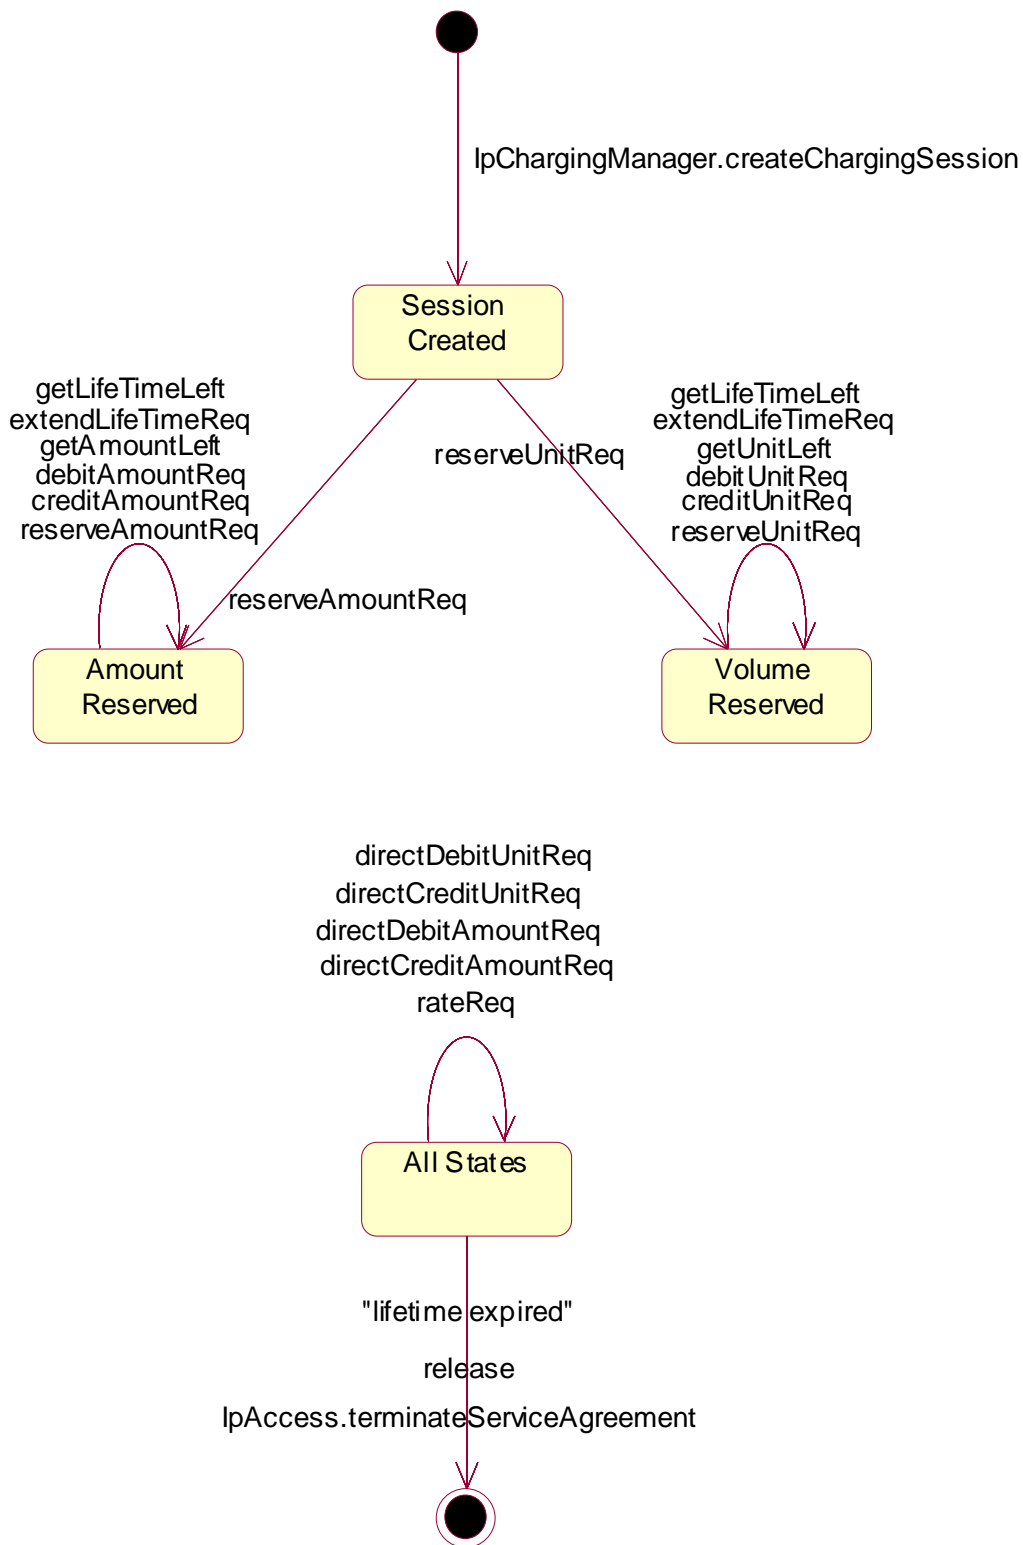 IpChargingManager.createChargingSession
Session
Created
getLifeTimeLeft
extendLifeTimeReq
getAmountLeft
debitAmountReq
creditAmountReq
reserveAmountReq
reserveUnitReq
getLifeTimeLeft
extendLifeTimeReq
getUnitLeft
debitUnitReq
creditUnitReq
reserveUnitReq
reserveAmountReq
Amount
Reserved
Volume
Reserved
directDebitUnitReq
directCreditUnitReq
directDebitAmountReq
directCreditAmountReq
rateReq
All States
"lifetime expired"
release
IpAccess.terminateServiceAgreement